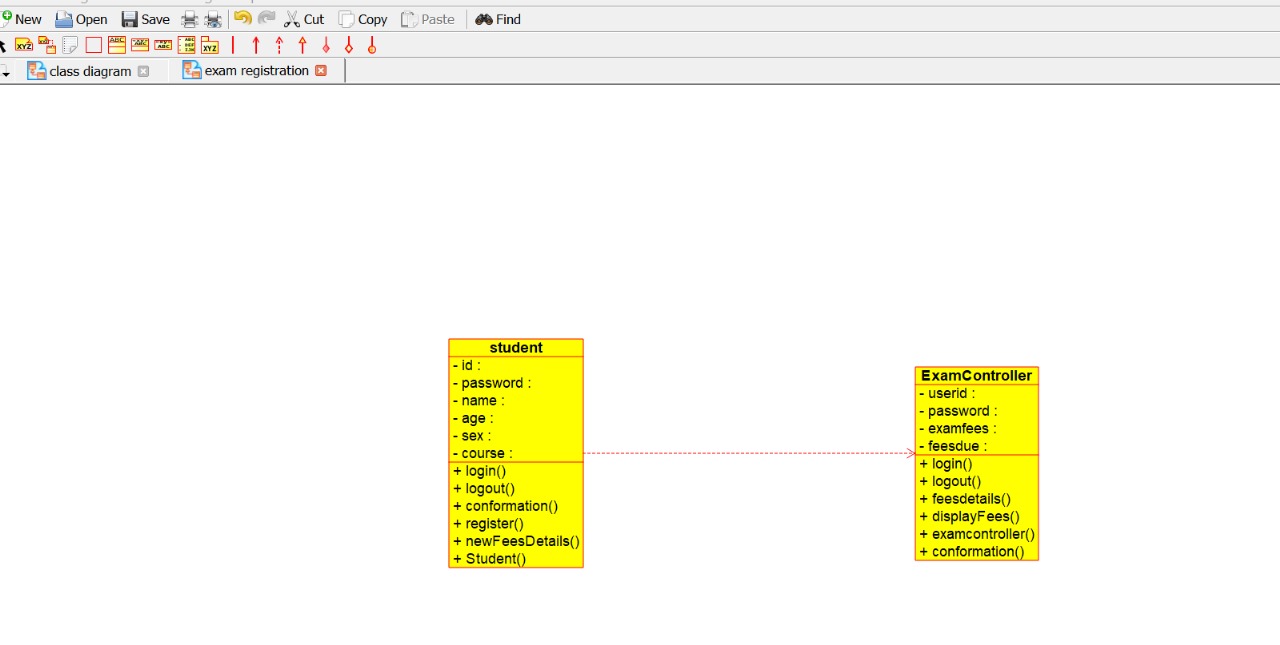 New Open Save Cut Copy Paste Find
class diagram exam registration
student
- id :
- password :
- name :
- age :
- sex :
- course :
+ login()
+ logout()
+ conformation()
+ register()
+ newFeesDetails()
+ Student()
ExamController
- userid :
- password :
- examfees :
- feesdue :
+ login()
+ logout()
+ feesdetails()
+ displayFees()
+ examcontroller()
+ conformation()